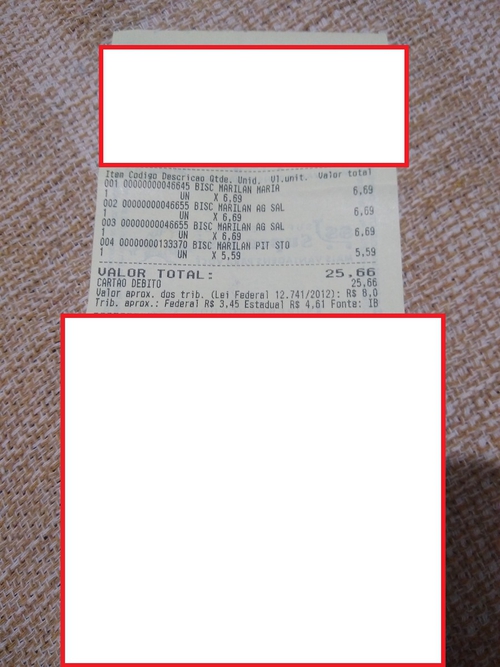 Item Codigo Descricao Qtde. Unid. Vl.unit. Valor total
001 00000000046645 BISC MARILAN MARIA
1 UN X 6,69 6,69
002 00000000046655 BISC MARILAN AG SAL
1 UN X 6,69 6,69
003 00000000046655 BISC MARILAN AG SAL
1 UN X 6,69 6,69
004 00000000133370 BISC MARILAN PIT STO
1 UN X 5,59 5,59
VALOR TOTAL: 25,66
CARTAO DEBITO 25,66
Valor aprox. dos trib. (Lei Federal 12.741/2012): R$ 8,0
Trib. aprox.: Federal R$ 3,45 Estadual R$ 4,61 Fonte: IB